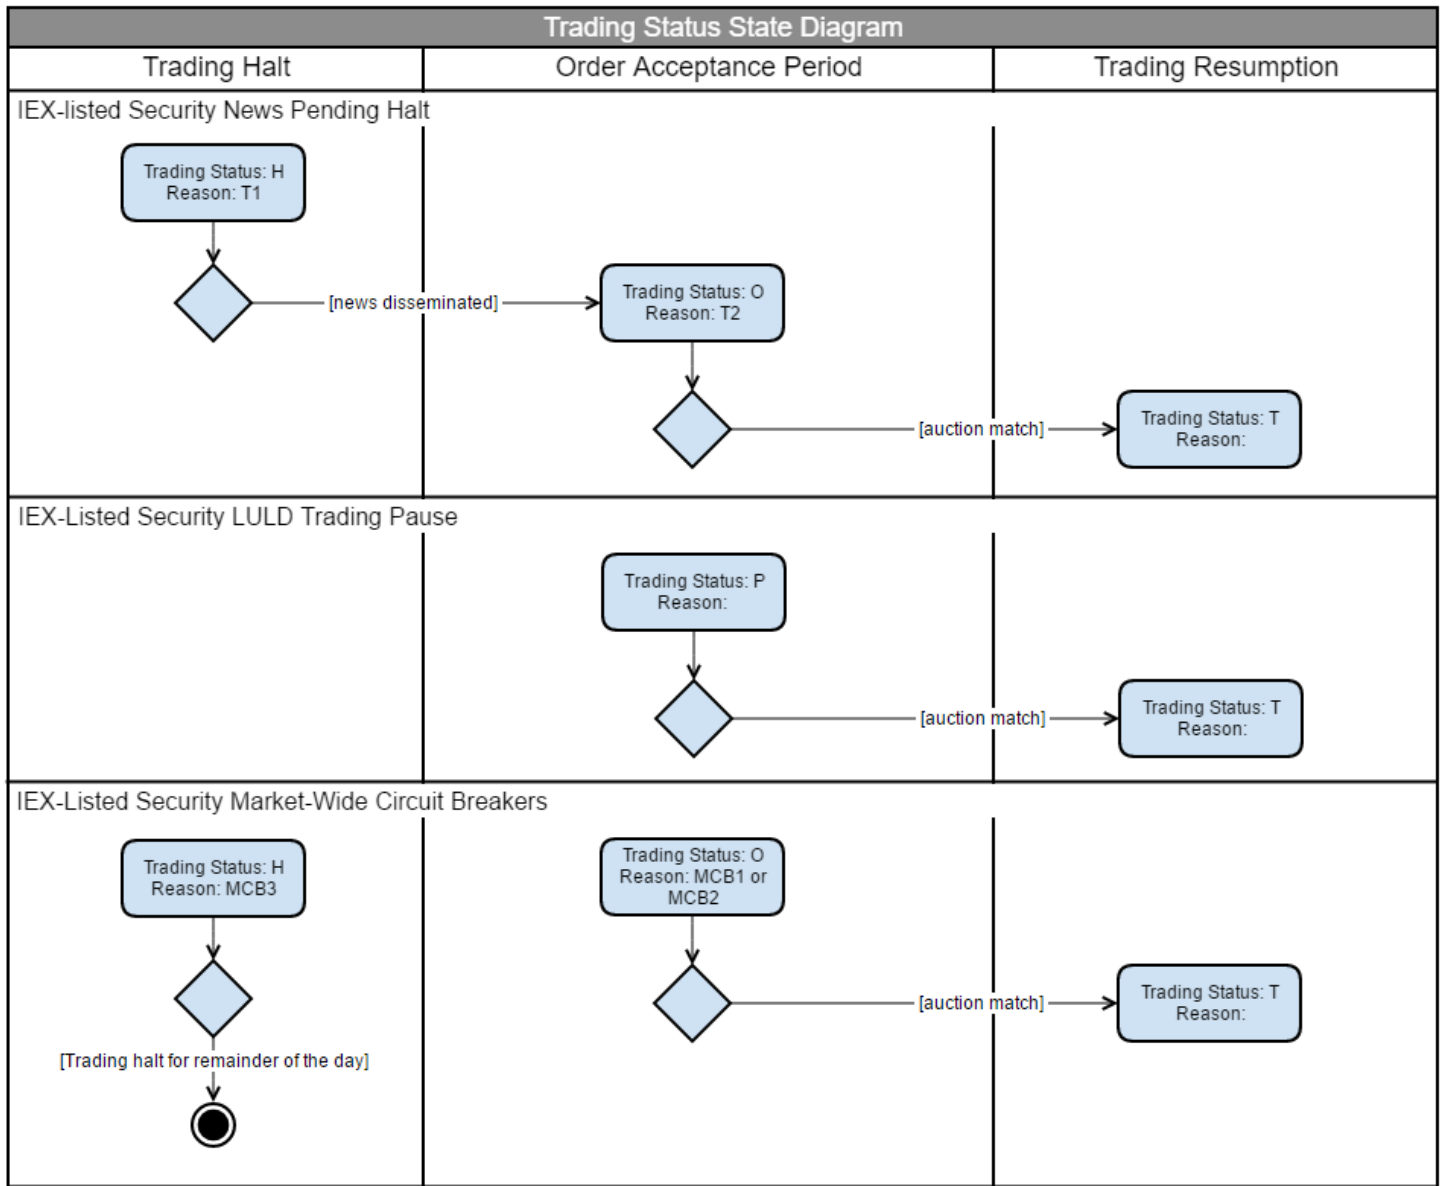 Trading Status State Diagram
Trading Halt
Order Acceptance Period
Trading Resumption
IEX-listed Security News Pending Halt
Trading Status: H
Reason: T1
[news disseminated]
Trading Status: O
Reason: T2
[auction match]
Trading Status: T
Reason:
IEX-Listed Security LULD Trading Pause
Trading Status: P
Reason:
[auction match]
Trading Status: T
Reason:
IEX-Listed Security Market-Wide Circuit Breakers
Trading Status: H
Reason: MCB3
[Trading halt for remainder of the day]
Trading Status: O
Reason: MCB1 or
MCB2
[auction match]
Trading Status: T
Reason: